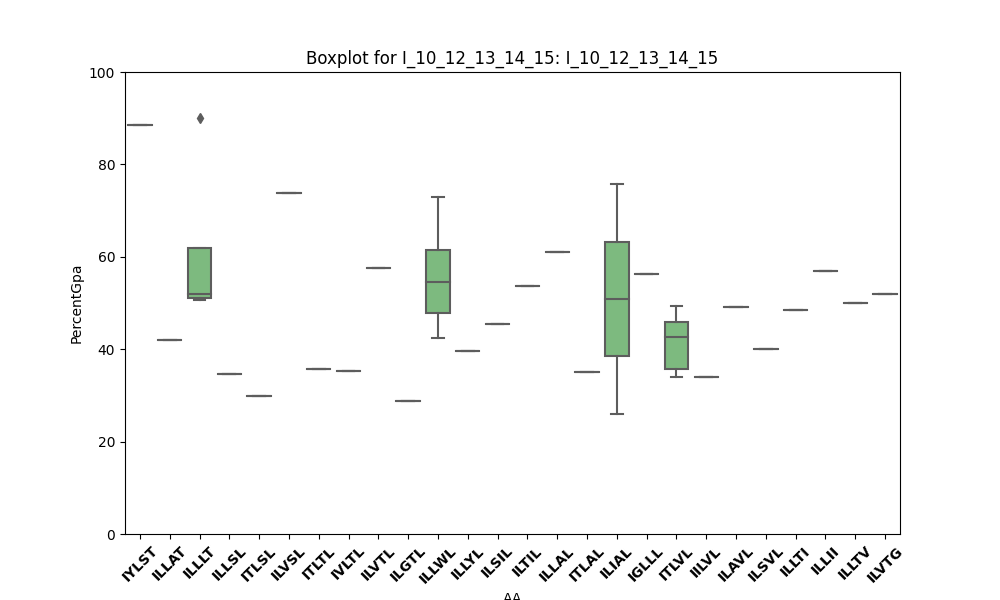 Boxplot for I_10_12_13_14_15: I_10_12_13_14_15
100
80
60
40
20
0
PercentGpa
IYLST
ILLAT
ILLLT
ILLSL
ITLSL
ILVSL
ITLTL
IVLTL
ILVTL
ILGTL
ILLWL
ILLYL
ILSIL
ILTIL
ILLAL
ITLAL
ILIAL
IGLLL
ITLVL
IILVL
ILAVL
ILSVL
ILLTI
ILLII
ILLTV
ILVTG
AA